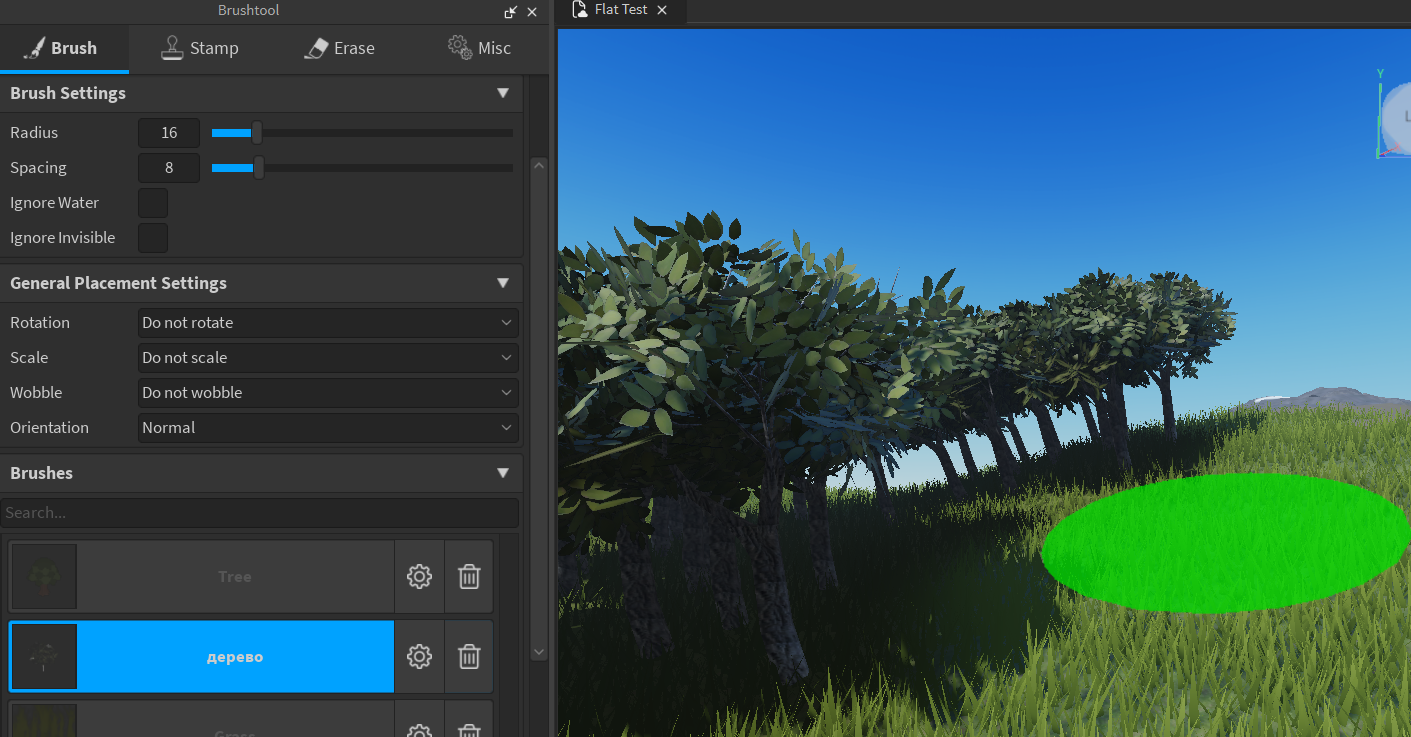 Brushtool
Flat Test
Brush
Stamp
Erase
Misc
Brush Settings
Radius
16
Spacing
8
Ignore Water
Ignore Invisible
General Placement Settings
Rotation
Do not rotate
Scale
Do not scale
Wobble
Do not wobble
Orientation
Normal
Brushes
Search...
Tree
дерево
Grass
Y
L